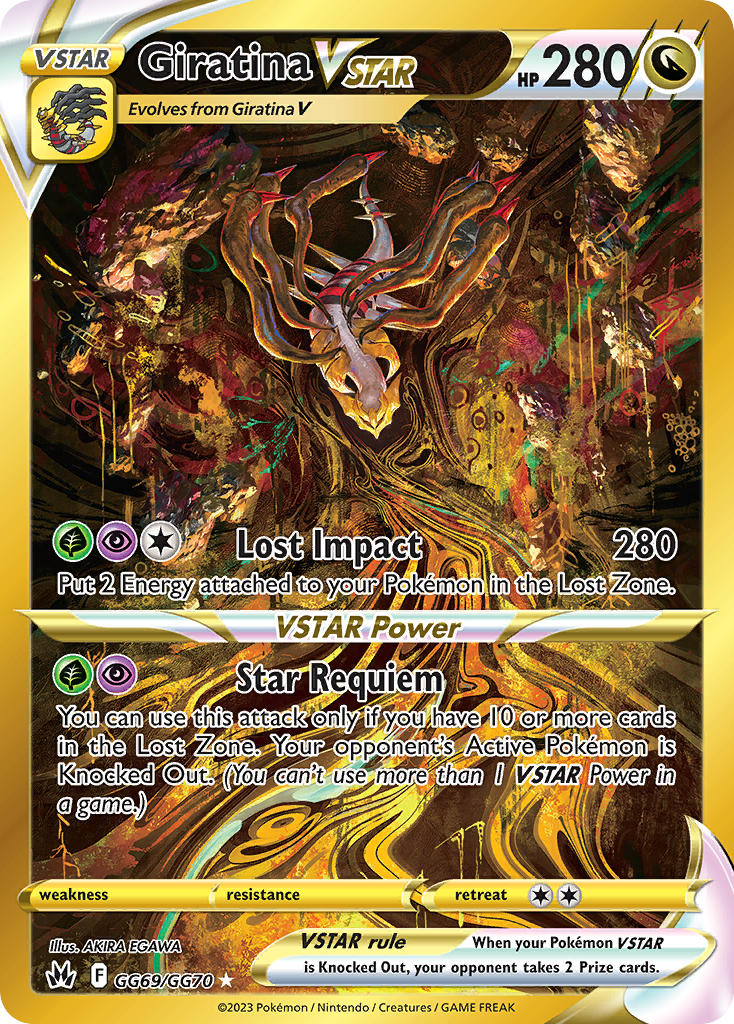 VSTAR
Giratina VSTAR
HP 280
Evolves from Giratina V
Lost Impact 280
Put 2 Energy attached to your Pokémon in the Lost Zone.
VSTAR Power
Star Requiem
You can use this attack only if you have 10 or more cards
in the Lost Zone. Your opponent's Active Pokémon is
Knocked Out. (You can't use more than 1 VSTAR Power in
a game.)
weakness resistance retreat
Illus. AKIRA EGAWA
VSTAR rule When your Pokémon VSTAR
is Knocked Out, your opponent takes 2 Prize cards.
F GG69/GG70
©2023 Pokémon / Nintendo / Creatures / GAME FREAK